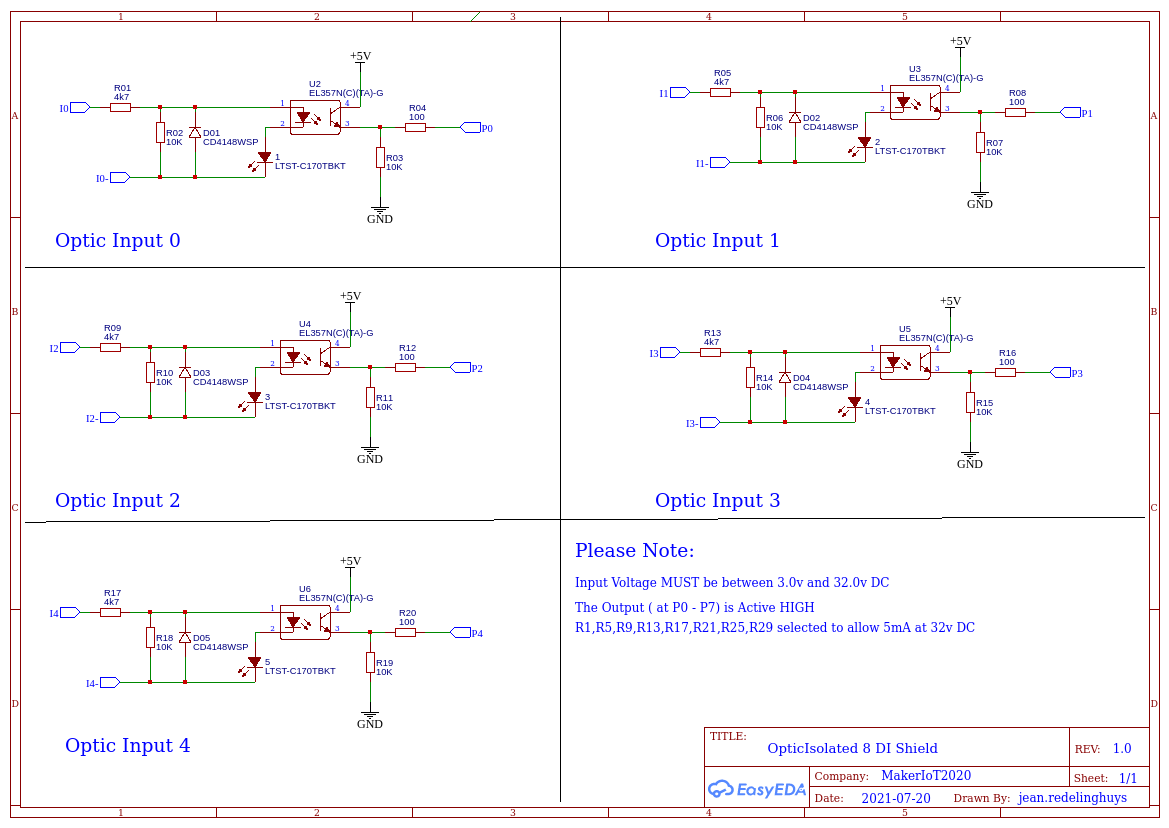 1 2 3 4 5
A A
B B
C C
D D
+5V
U2
EL357N(C)(TA)-G
I0
R01
4k7
1
4
R04
100
R02
10K
D01
CD4148WSP
2
3
P0
1
LTST-C170TBKT
R03
10K
I0-
GND
Optic Input 0
+5V
U3
EL357N(C)(TA)-G
I1
R05
4k7
1
4
R08
100
R06
10K
D02
CD4148WSP
2
3
P1
2
LTST-C170TBKT
R07
10K
I1-
GND
Optic Input 1
+5V
U4
EL357N(C)(TA)-G
I2
R09
4k7
1
4
R12
100
R10
10K
D03
CD4148WSP
2
3
P2
3
LTST-C170TBKT
R11
10K
I2-
GND
Optic Input 2
+5V
U5
EL357N(C)(TA)-G
I3
R13
4k7
1
4
R16
100
R14
10K
D04
CD4148WSP
2
3
P3
4
LTST-C170TBKT
R15
10K
I3-
GND
Optic Input 3
+5V
U6
EL357N(C)(TA)-G
I4
R17
4k7
1
4
R20
100
R18
10K
D05
CD4148WSP
2
3
P4
5
LTST-C170TBKT
R19
10K
I4-
GND
Optic Input 4
Please Note:
Input Voltage MUST be between 3.0v and 32.0v DC
The Output ( at P0 - P7) is Active HIGH
R1,R5,R9,R13,R17,R21,R25,R29 selected to allow 5mA at 32v DC
TITLE:
OpticIsolated 8 DI Shield
REV: 1.0
EasyEDA
Company: MakerIoT2020
Sheet: 1/1
Date: 2021-07-20 Drawn By: jean.redelinghuys
1 2 3 4 5